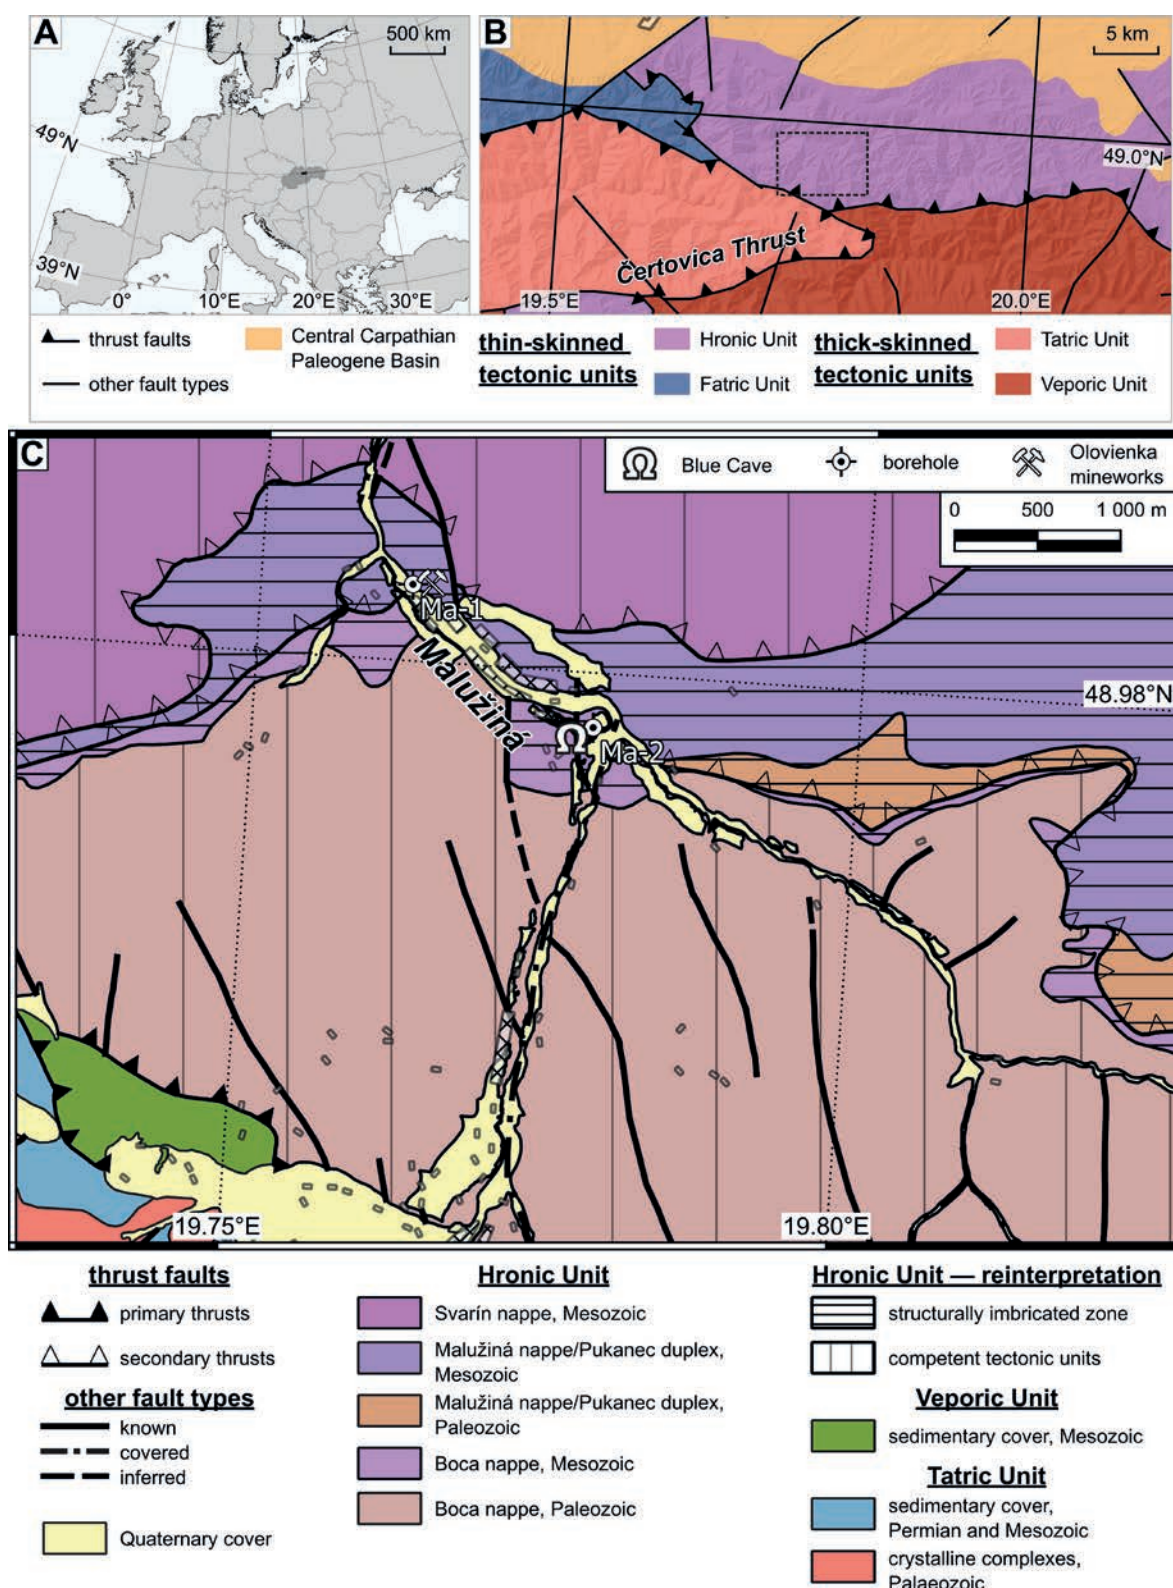 A
500 km
49°N
39°N
0°
10°E
20°E
30°E
B
5 km
49.0°N
Čertovica Thrust
19.5°E
20.0°E
thrust faults
other fault types
Central Carpathian
Paleogene Basin
thin-skinned
tectonic units
Hronic Unit
Fatric Unit
thick-skinned
tectonic units
Tatric Unit
Veporic Unit
C
Blue Cave
borehole
Olovienka
mineworks
0 500 1 000 m
Ma-1
Malužiná
48.98°N
Ma-2
19.75°E
19.80°E
thrust faults
primary thrusts
secondary thrusts
other fault types
known
covered
inferred
Quaternary cover
Hronic Unit
Svarín nappe, Mesozoic
Malužiná nappe/Pukanec duplex,
Mesozoic
Malužiná nappe/Pukanec duplex,
Paleozoic
Boca nappe, Mesozoic
Boca nappe, Paleozoic
Hronic Unit — reinterpretation
structurally imbricated zone
competent tectonic units
Veporic Unit
sedimentary cover, Mesozoic
Tatric Unit
sedimentary cover,
Permian and Mesozoic
crystalline complexes,
Palaeozoic